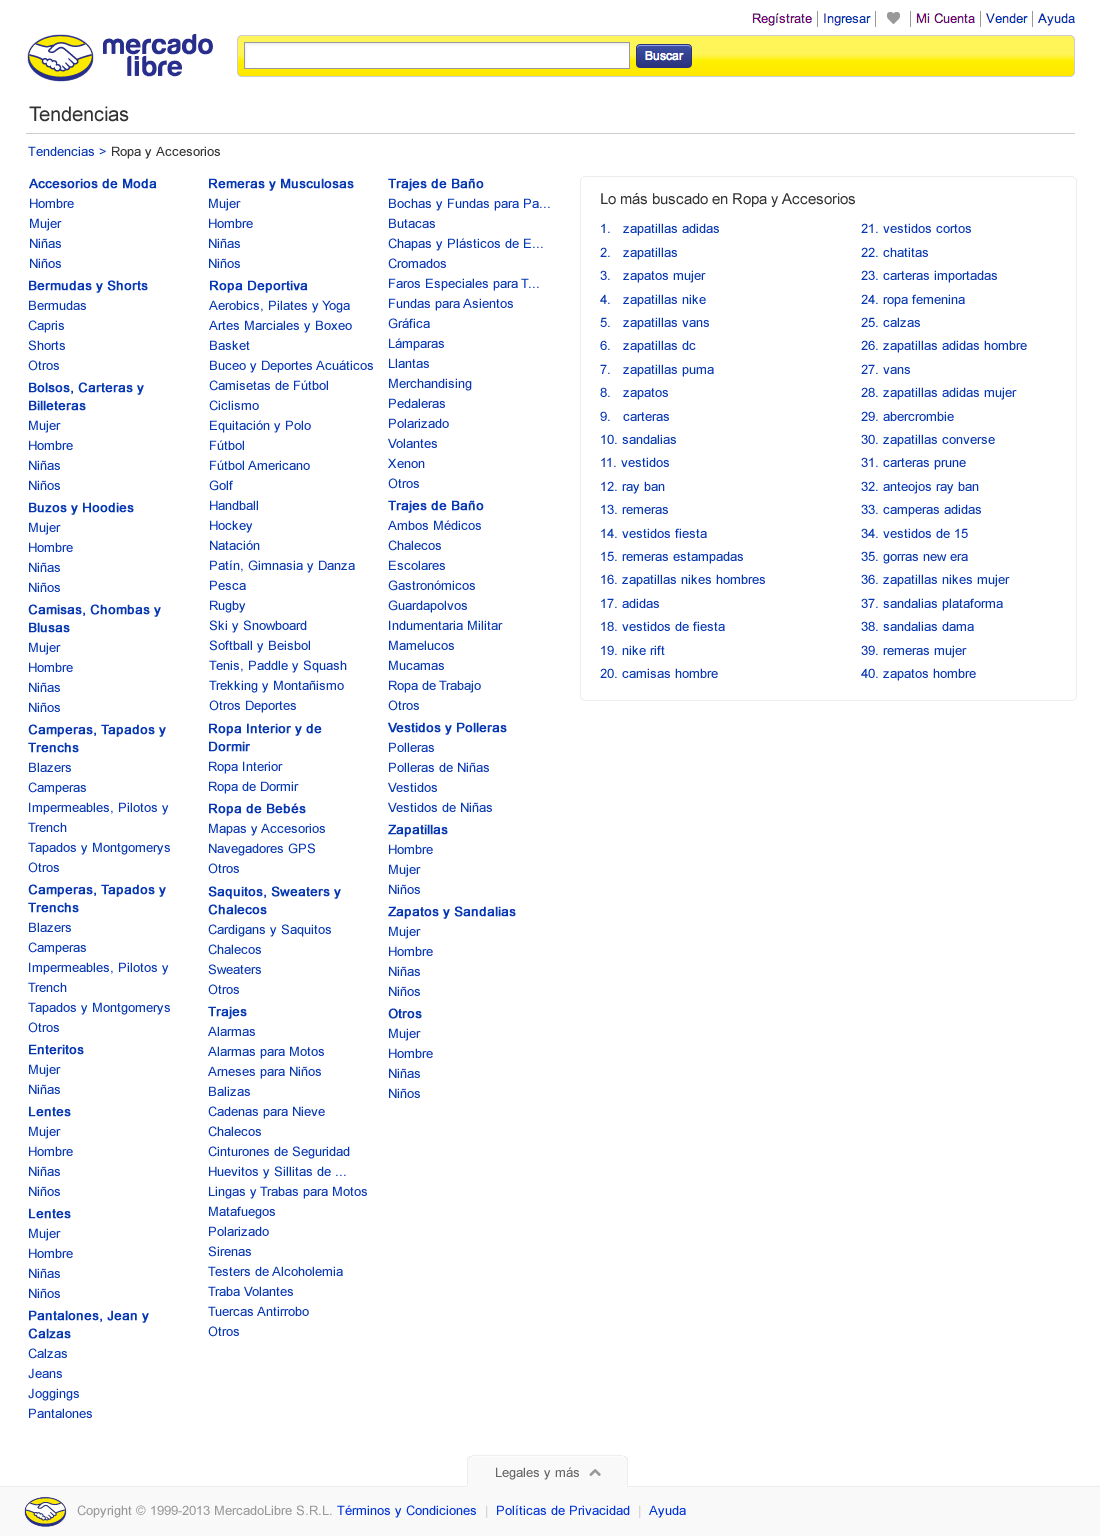 Regístrate
Ingresar
Mi Cuenta
Vender
Ayuda
mercado
libre
Buscar
Tendencias
Tendencias > Ropa y Accesorios
Accesorios de Moda
Hombre
Mujer
Niñas
Niños
Bermudas y Shorts
Bermudas
Capris
Shorts
Otros
Bolsos, Carteras y
Billeteras
Mujer
Hombre
Niñas
Niños
Buzos y Hoodies
Mujer
Hombre
Niñas
Niños
Camisas, Chombas y
Blusas
Mujer
Hombre
Niñas
Niños
Camperas, Tapados y
Trenchs
Blazers
Camperas
Impermeables, Pilotos y
Trench
Tapados y Montgomerys
Otros
Camperas, Tapados y
Trenchs
Blazers
Camperas
Impermeables, Pilotos y
Trench
Tapados y Montgomerys
Otros
Enteritos
Mujer
Niñas
Lentes
Mujer
Hombre
Niñas
Niños
Lentes
Mujer
Hombre
Niñas
Niños
Pantalones, Jean y
Calzas
Calzas
Jeans
Joggings
Pantalones
Remeras y Musculosas
Mujer
Hombre
Niñas
Niños
Ropa Deportiva
Aerobics, Pilates y Yoga
Artes Marciales y Boxeo
Basket
Buceo y Deportes Acuáticos
Camisetas de Fútbol
Ciclismo
Equitación y Polo
Fútbol
Fútbol Americano
Golf
Handball
Hockey
Natación
Patín, Gimnasia y Danza
Pesca
Rugby
Ski y Snowboard
Softball y Beisbol
Tenis, Paddle y Squash
Trekking y Montañismo
Otros Deportes
Ropa Interior y de
Dormir
Ropa Interior
Ropa de Dormir
Ropa de Bebés
Mapas y Accesorios
Navegadores GPS
Otros
Saquitos, Sweaters y
Chalecos
Cardigans y Saquitos
Chalecos
Sweaters
Otros
Trajes
Alarmas
Alarmas para Motos
Arneses para Niños
Balizas
Cadenas para Nieve
Chalecos
Cinturones de Seguridad
Huevitos y Sillitas de ...
Lingas y Trabas para Motos
Matafuegos
Polarizado
Sirenas
Testers de Alcoholemia
Traba Volantes
Tuercas Antirrobo
Otros
Trajes de Baño
Bochas y Fundas para Pa...
Butacas
Chapas y Plásticos de E...
Cromados
Faros Especiales para T...
Fundas para Asientos
Gráfica
Lámparas
Llantas
Merchandising
Pedaleras
Polarizado
Volantes
Xenon
Otros
Trajes de Baño
Ambos Médicos
Chalecos
Escolares
Gastronómicos
Guardapolvos
Indumentaria Militar
Mamelucos
Mucamas
Ropa de Trabajo
Otros
Vestidos y Polleras
Polleras
Polleras de Niñas
Vestidos
Vestidos de Niñas
Zapatillas
Hombre
Mujer
Niños
Zapatos y Sandalias
Mujer
Hombre
Niñas
Niños
Otros
Mujer
Hombre
Niñas
Niños
Lo más buscado en Ropa y Accesorios
1. zapatillas adidas
2. zapatillas
3. zapatos mujer
4. zapatillas nike
5. zapatillas vans
6. zapatillas dc
7. zapatillas puma
8. zapatos
9. carteras
10. sandalias
11. vestidos
12. ray ban
13. remeras
14. vestidos fiesta
15. remeras estampadas
16. zapatillas nikes hombres
17. adidas
18. vestidos de fiesta
19. nike rift
20. camisas hombre
21. vestidos cortos
22. chatitas
23. carteras importadas
24. ropa femenina
25. calzas
26. zapatillas adidas hombre
27. vans
28. zapatillas adidas mujer
29. abercrombie
30. zapatillas converse
31. carteras prune
32. anteojos ray ban
33. camperas adidas
34. vestidos de 15
35. gorras new era
36. zapatillas nikes mujer
37. sandalias plataforma
38. sandalias dama
39. remeras mujer
40. zapatos hombre
Legales y más
Copyright © 1999-2013 MercadoLibre S.R.L. Términos y Condiciones | Políticas de Privacidad | Ayuda